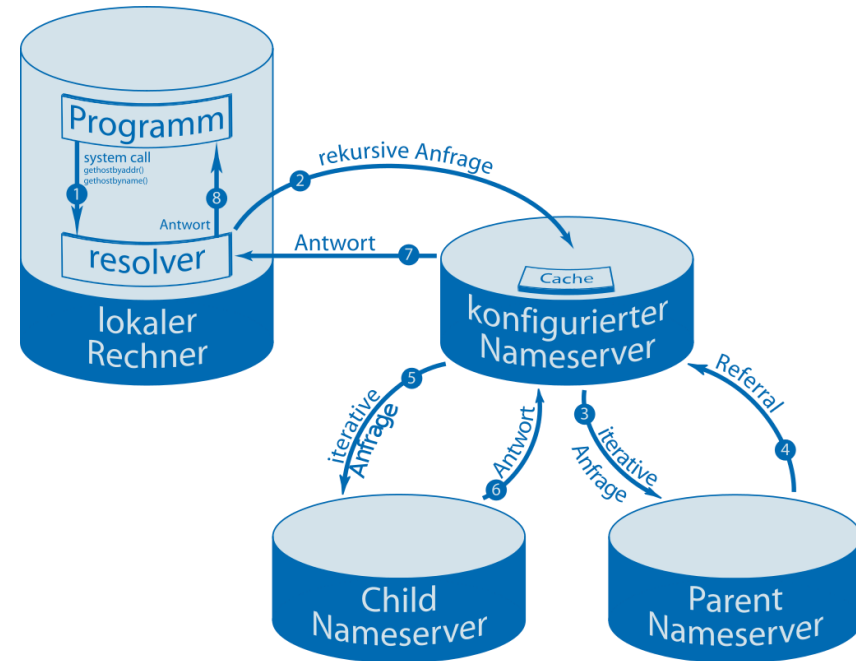 Programm
system call
gethostbyaddr()
gethostbyname()
1
8
Antwort
resolver
lokaler
Rechner
2
rekursive Anfrage
Antwort
7
Cache
konfigurierter
Nameserver
5
iterative
Anfrage
6
Antwort
3
iterative
Anfrage
Referral
4
Child
Nameserver
Parent
Nameserver